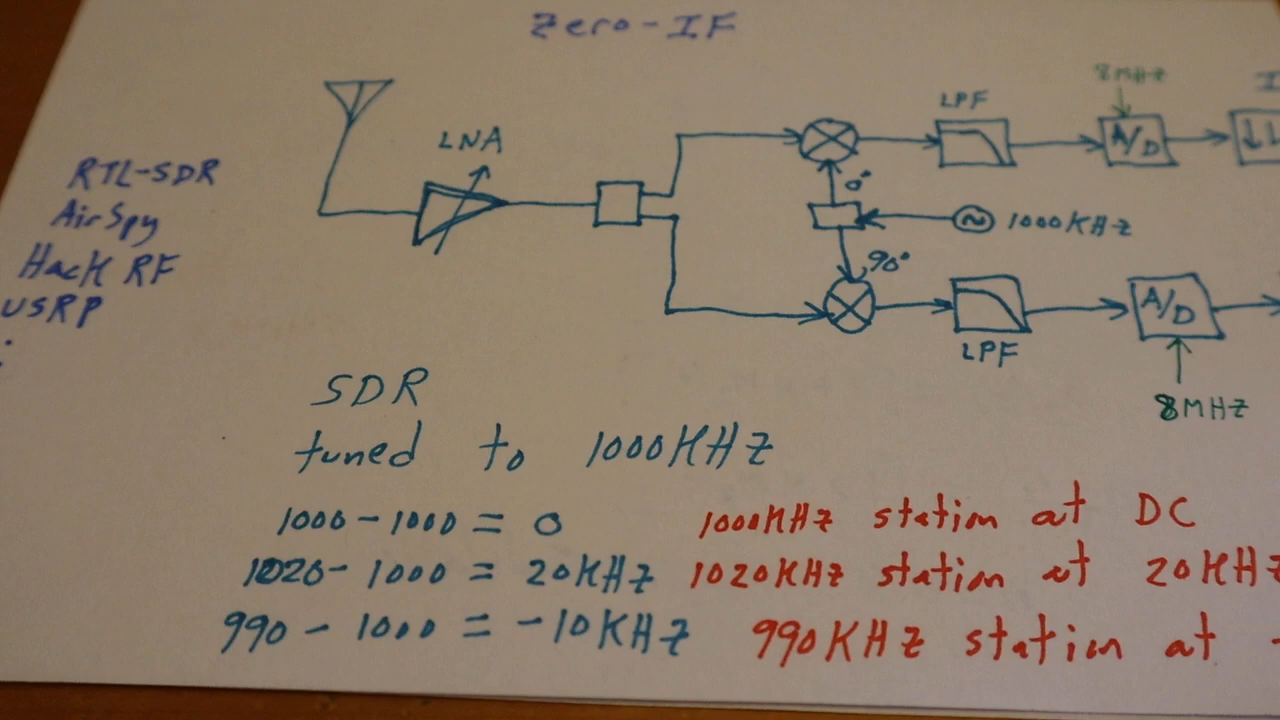 Zero-IF
8MHZ
LPF
I
LNA
A/D
↓L
RTL-SDR
AirSpy
Hack RF
USRP
:
0°
1000KHZ
90°
A/D
LPF
8MHZ
SDR
tuned to 1000KHZ
1000-1000 = 0 1000KHZ station at DC
1020-1000 = 20KHZ 1020KHZ station at 20KHZ
990-1000 = -10KHZ 990KHZ station at -